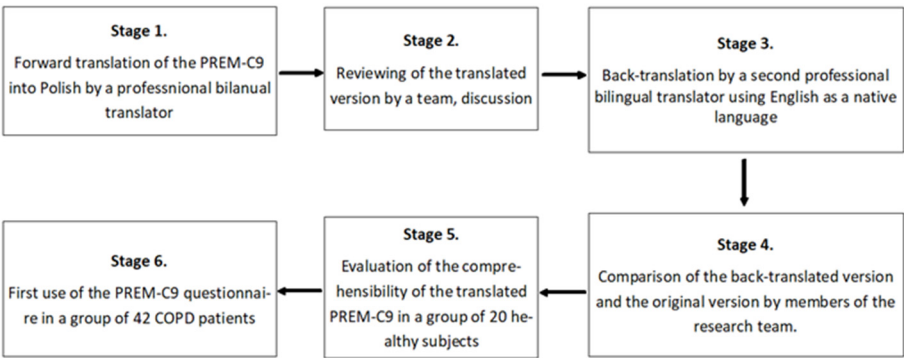 Stage 1.
Forward translation of the PREM-C9
into Polish by a professnional bilanual
translator
Stage 2.
Reviewing of the translated
version by a team, discussion
Stage 3.
Back-translation by a second professional
bilingual translator using English as a native
language
Stage 4.
Comparison of the back-translated version
and the original version by members of the
research team.
Stage 5.
Evaluation of the compre-
hensibility of the translated
PREM-C9 in a group of 20 he-
althy subjects
Stage 6.
First use of the PREM-C9 questionnai-
re in a group of 42 COPD patients